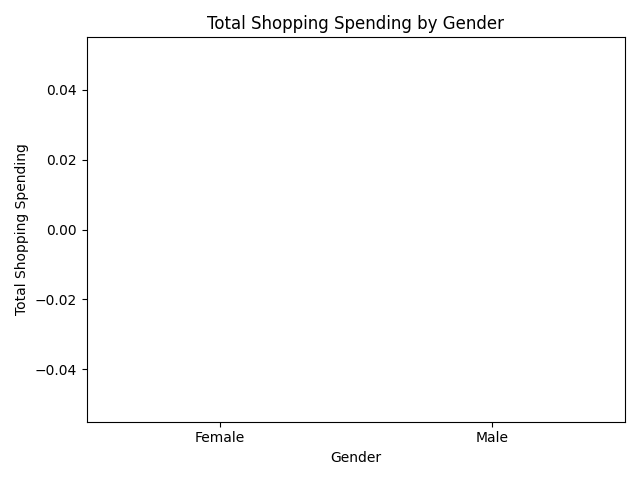 Total Shopping Spending by Gender
Total Shopping Spending
0.04
0.02
0.00
−0.02
−0.04
Female
Male
Gender